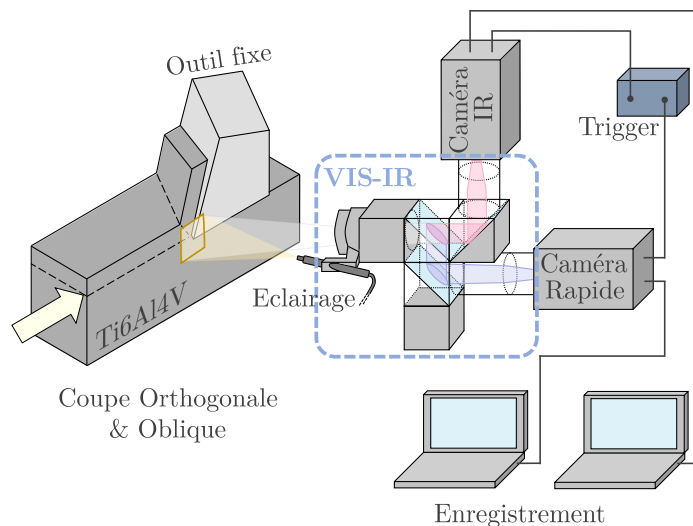 Outil fixe
Caméra
IR
Trigger
VIS-IR
Caméra
Rapide
Eclairage
Ti6Al4V
Coupe Orthogonale
& Oblique
Enregistrement